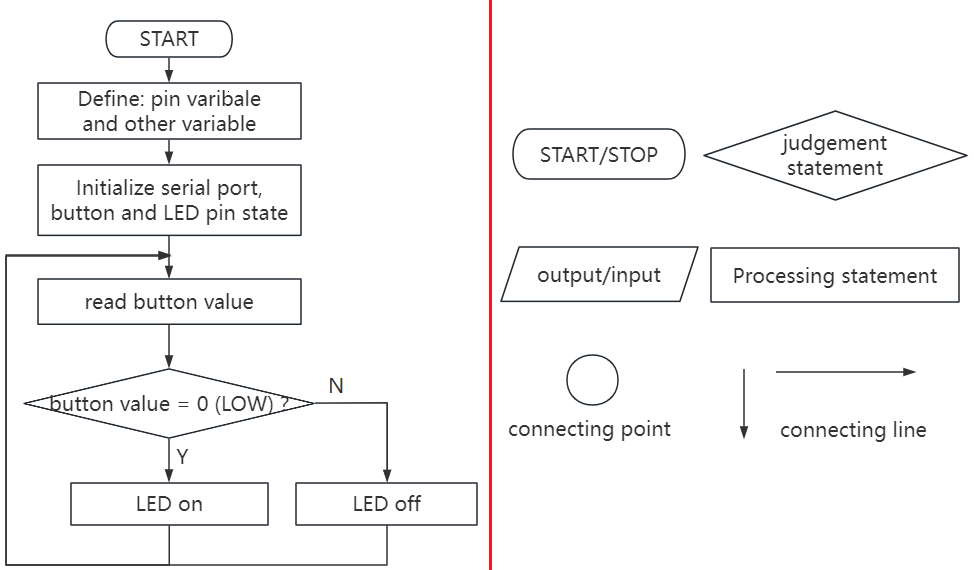 START
Define: pin varibale
and other variable
Initialize serial port,
button and LED pin state
read button value
button value = 0 (LOW) ?
N
Y
LED on
LED off
START/STOP
judgement
statement
output/input
Processing statement
connecting point
connecting line